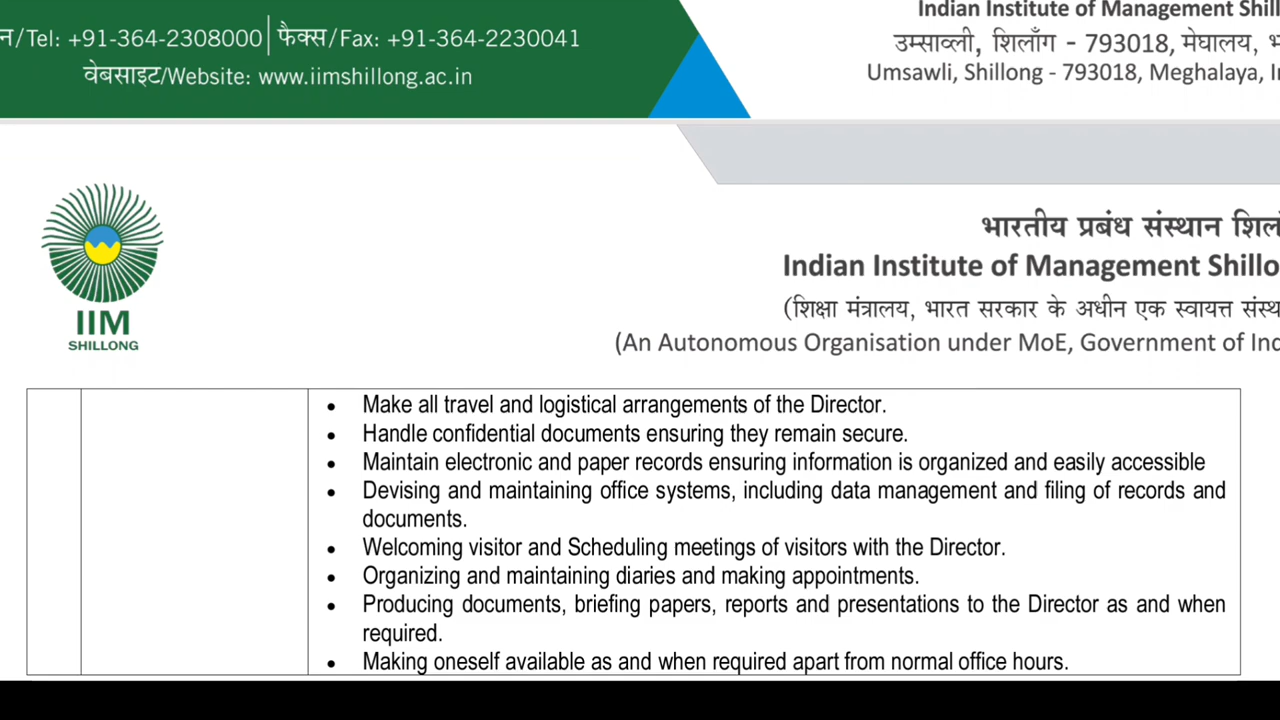 Indian Institute of Management Shill
न/Tel: +91-364-2308000 | फैक्स/Fax: +91-364-2230041
उम्साव्ली, शिलाँग - 793018, मेघालय, भ
वेबसाइट/Website: www.iimshillong.ac.in
Umsawli, Shillong - 793018, Meghalaya, In
भारतीय प्रबंध संस्थान शिलं
Indian Institute of Management Shillo
(शिक्षा मंत्रालय, भारत सरकार के अधीन एक स्वायत्त संस्थ
IIM
SHILLONG
(An Autonomous Organisation under MoE, Government of Ind
• Make all travel and logistical arrangements of the Director.
• Handle confidential documents ensuring they remain secure.
• Maintain electronic and paper records ensuring information is organized and easily accessible
• Devising and maintaining office systems, including data management and filing of records and
documents.
• Welcoming visitor and Scheduling meetings of visitors with the Director.
• Organizing and maintaining diaries and making appointments.
• Producing documents, briefing papers, reports and presentations to the Director as and when
required.
• Making oneself available as and when required apart from normal office hours.